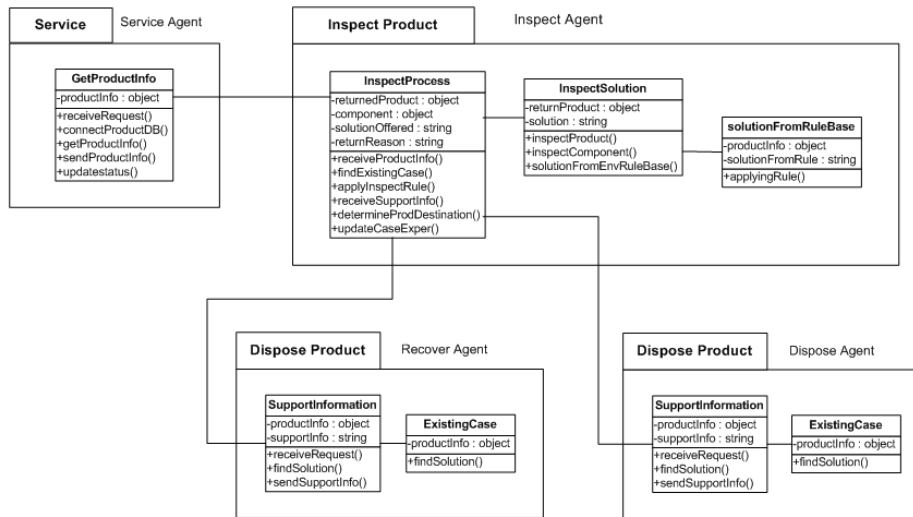 Service
Service Agent
GetProductInfo
-productInfo : object
+receiveRequest()
+connectProductDB()
+getProductInfo()
+sendProductInfo()
+updatestatus()
Inspect Product
Inspect Agent
InspectProcess
-returnedProduct : object
-component : object
-solutionOffered : string
-returnReason : string
+receiveProductInfo()
+findExistingCase()
+applyInspectRule()
+receiveSupportInfo()
+determineProdDestination()
+updateCaseExper()
InspectSolution
-returnProduct : object
-solution : string
+inspectProduct()
+inspectComponent()
+solutionFromEnvRuleBase()
solutionFromRuleBase
-productInfo : object
-solutionFromRule : string
+applyingRule()
Dispose Product
Recover Agent
SupportInformation
-productInfo : object
-supportInfo : string
+receiveRequest()
+findSolution()
+sendSupportInfo()
ExistingCase
-productInfo : object
+findSolution()
Dispose Product
Dispose Agent
SupportInformation
-productInfo : object
-supportInfo : string
+receiveRequest()
+findSolution()
+sendSupportInfo()
ExistingCase
-productInfo : object
+findSolution()